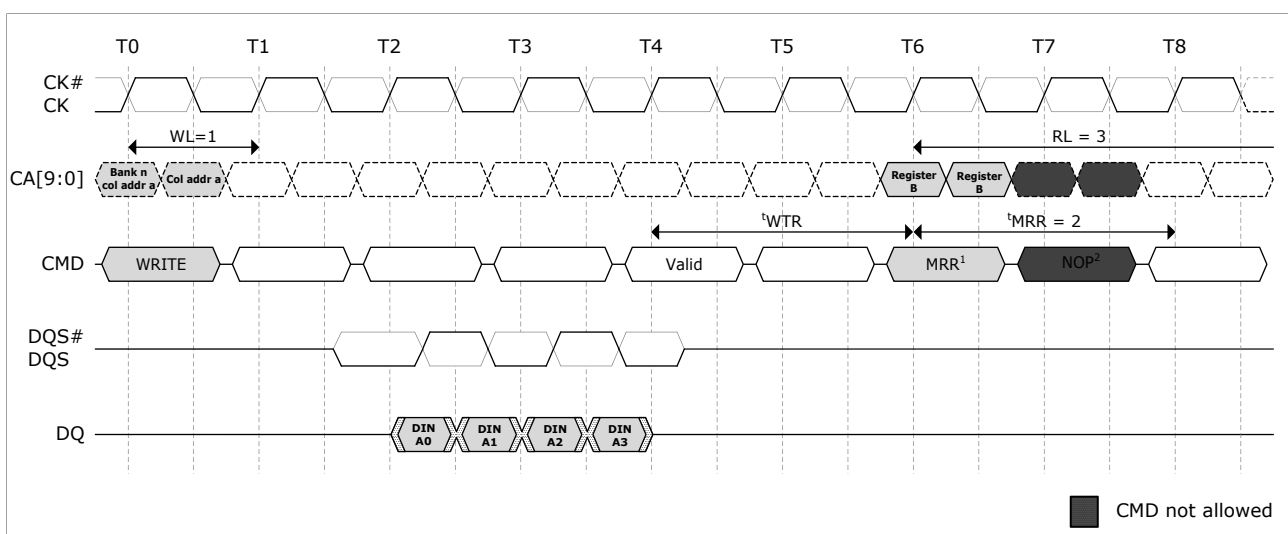 T0 T1 T2 T3 T4 T5 T6 T7 T8
CK#
CK
WL=1 RL = 3
CA[9:0]
Bank n
col addr a
Col addr a
Register
B
Register
B
tWTR tMRR = 2
CMD WRITE Valid MRR1 NOP2
DQS#
DQS
DQ
DIN
A0
DIN
A1
DIN
A2
DIN
A3
CMD not allowed